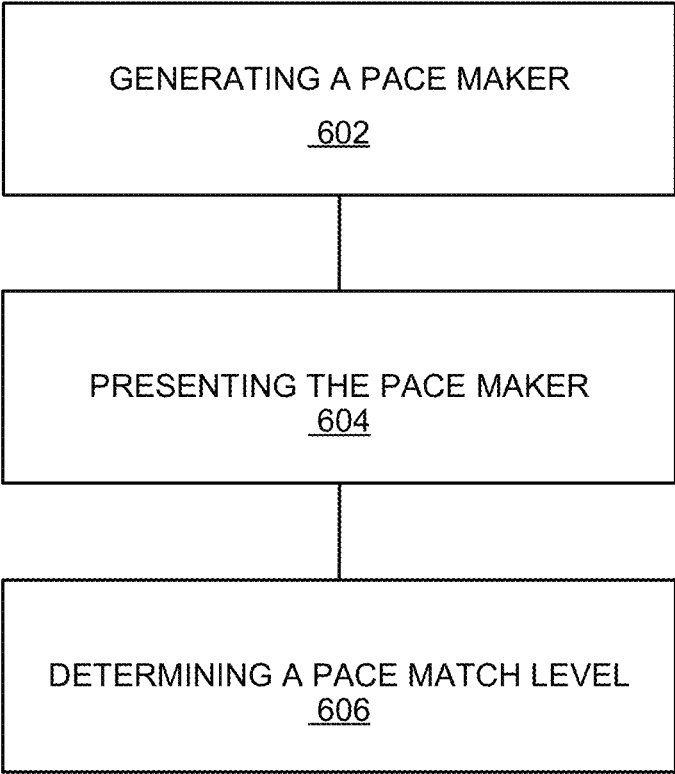 GENERATING A PACE MAKER
602
PRESENTING THE PACE MAKER
604
DETERMINING A PACE MATCH LEVEL
606